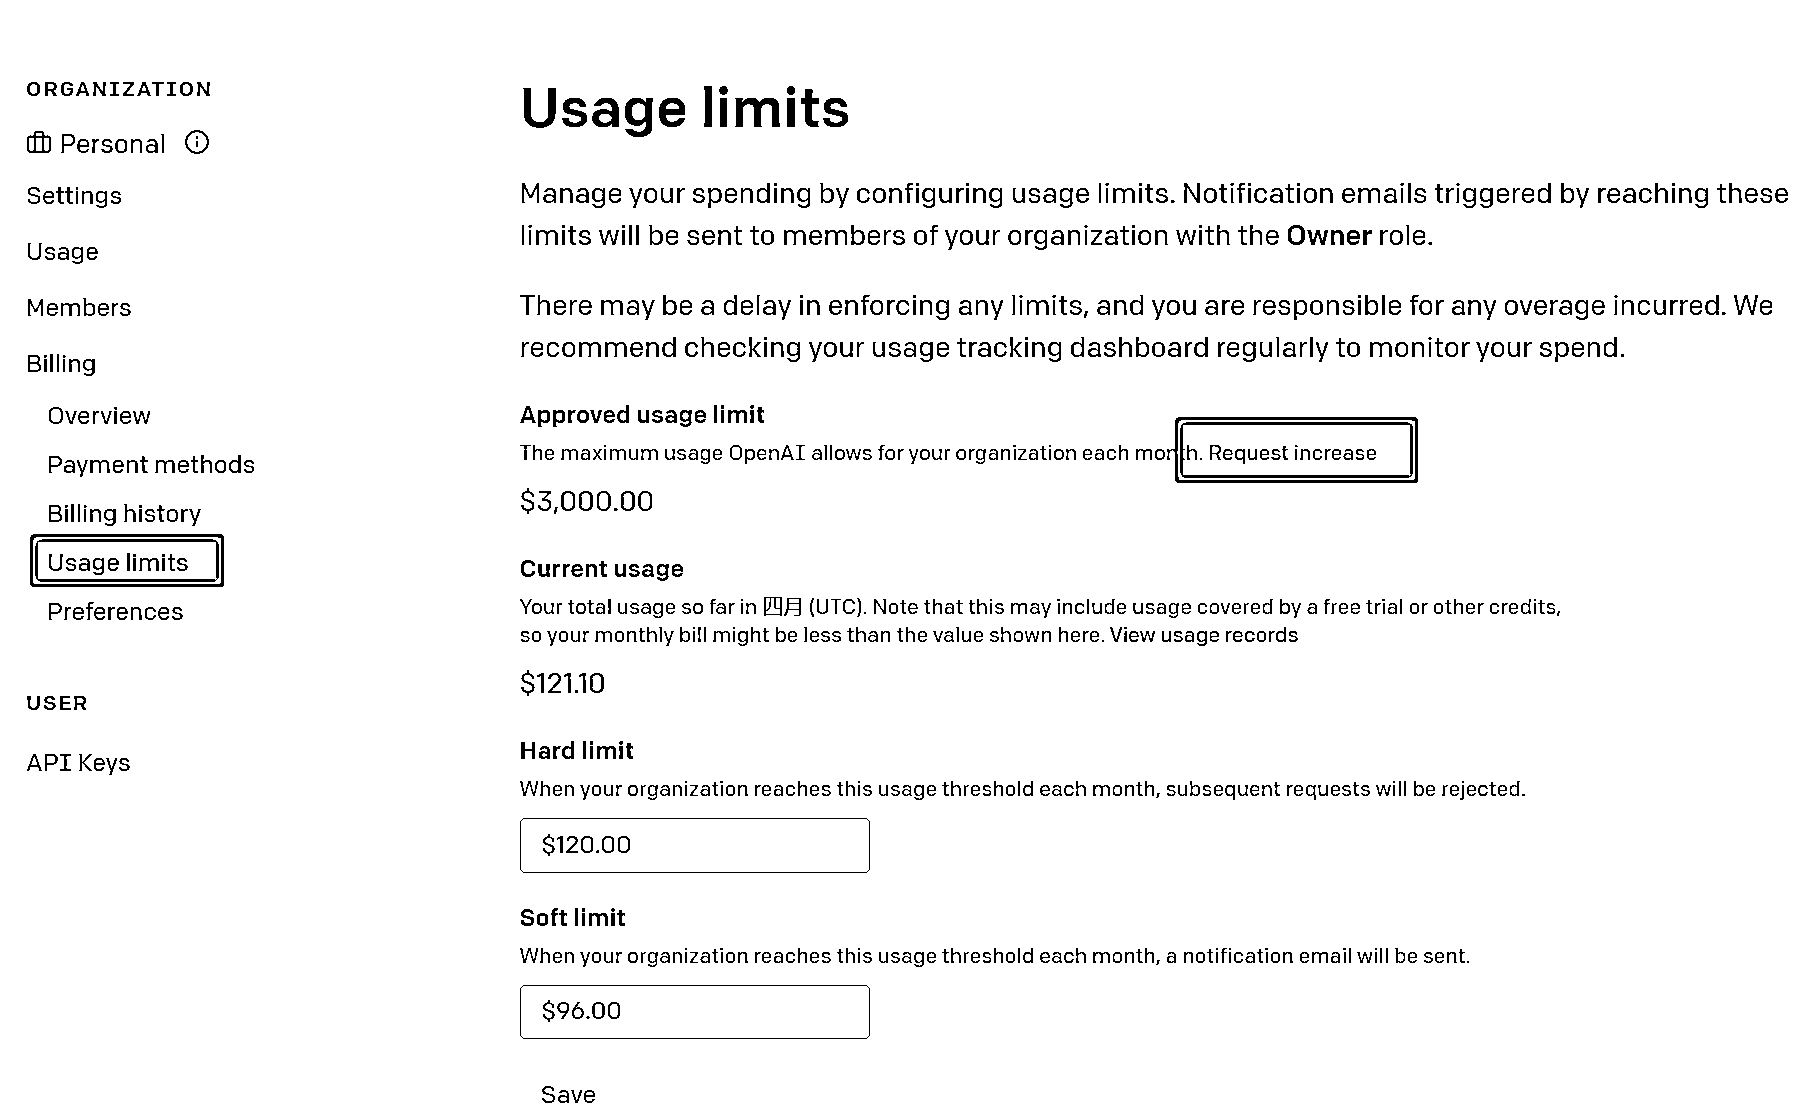 ORGANIZATION
Personal
Settings
Usage
Members
Billing
Overview
Payment methods
Billing history
Usage limits
Preferences
USER
API Keys
Usage limits
Manage your spending by configuring usage limits. Notification emails triggered by reaching these
limits will be sent to members of your organization with the Owner role.
There may be a delay in enforcing any limits, and you are responsible for any overage incurred. We
recommend checking your usage tracking dashboard regularly to monitor your spend.
Approved usage limit
The maximum usage OpenAI allows for your organization each month. Request increase
$3,000.00
Current usage
Your total usage so far in 四月 (UTC). Note that this may include usage covered by a free trial or other credits,
so your monthly bill might be less than the value shown here. View usage records
$121.10
Hard limit
When your organization reaches this usage threshold each month, subsequent requests will be rejected.
$120.00
Soft limit
When your organization reaches this usage threshold each month, a notification email will be sent.
$96.00
Save